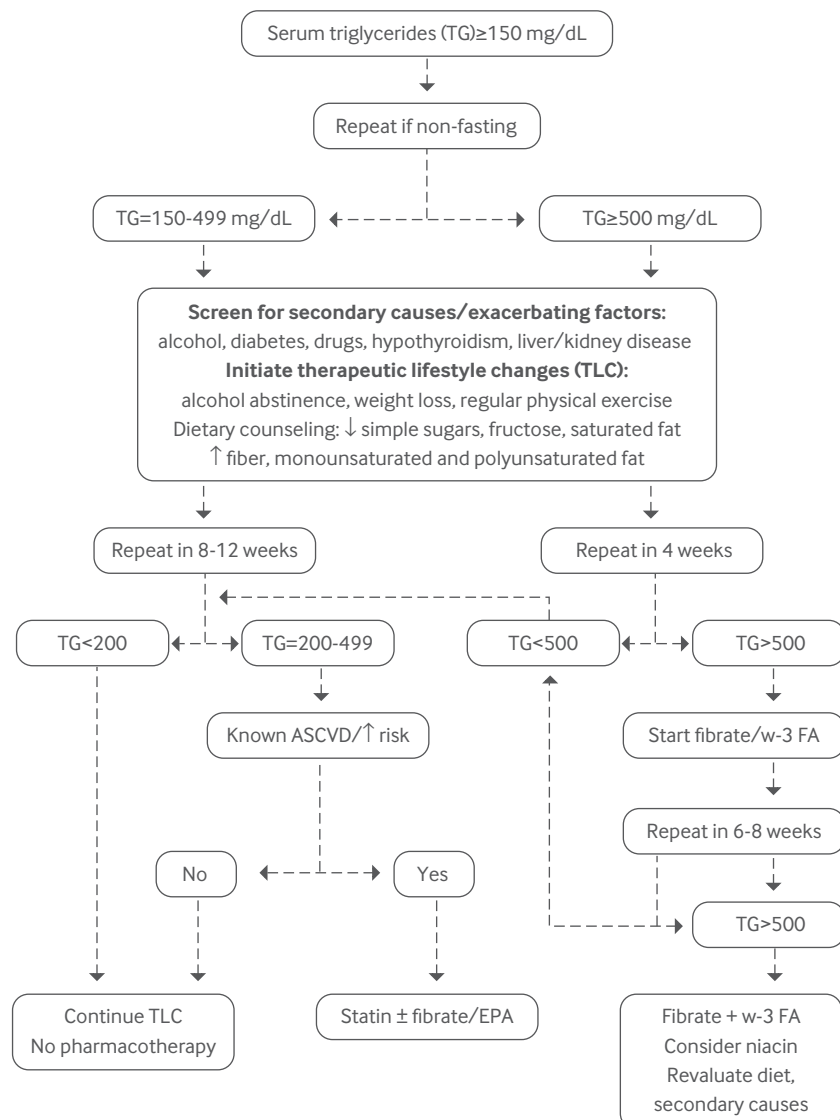 Serum triglycerides (TG)≥150 mg/dL
Repeat if non-fasting
TG=150-499 mg/dL
TG≥500 mg/dL
Screen for secondary causes/exacerbating factors:
alcohol, diabetes, drugs, hypothyroidism, liver/kidney disease
Initiate therapeutic lifestyle changes (TLC):
alcohol abstinence, weight loss, regular physical exercise
Dietary counseling: ↓ simple sugars, fructose, saturated fat
↑ fiber, monounsaturated and polyunsaturated fat
Repeat in 8-12 weeks
Repeat in 4 weeks
TG<200
TG=200-499
TG<500
TG>500
Known ASCVD/↑ risk
Start fibrate/w-3 FA
Repeat in 6-8 weeks
No
Yes
TG>500
Continue TLC
No pharmacotherapy
Statin ± fibrate/EPA
Fibrate + w-3 FA
Consider niacin
Revaluate diet,
secondary causes